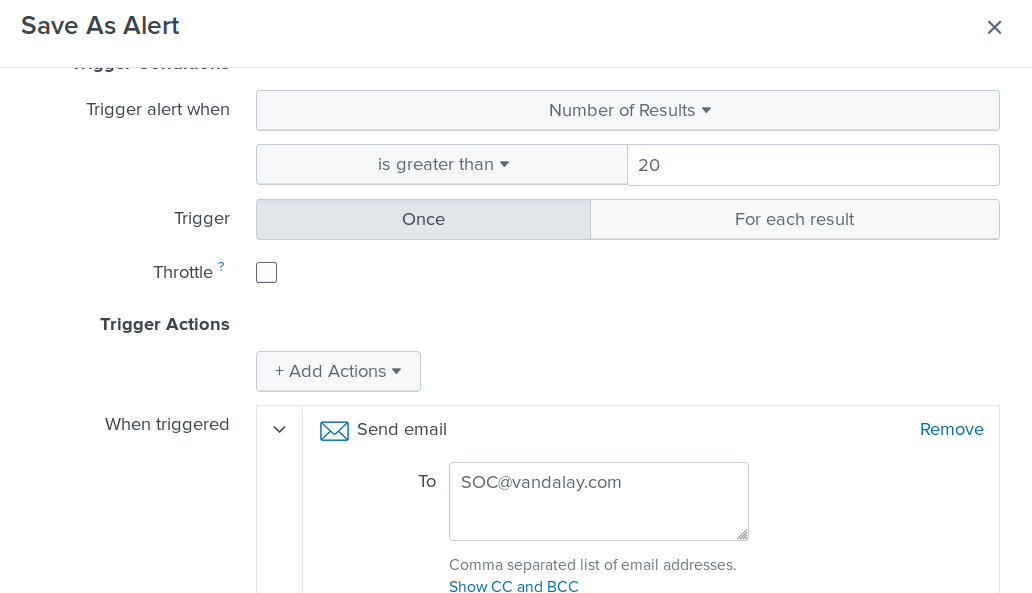 Save As Alert
Trigger Conditions
Trigger alert when
Number of Results
is greater than
20
Trigger
Once
For each result
Throttle ?
Trigger Actions
+ Add Actions
When triggered
Send email
Remove
To
SOC@vandalay.com
Comma separated list of email addresses.
Show CC and BCC